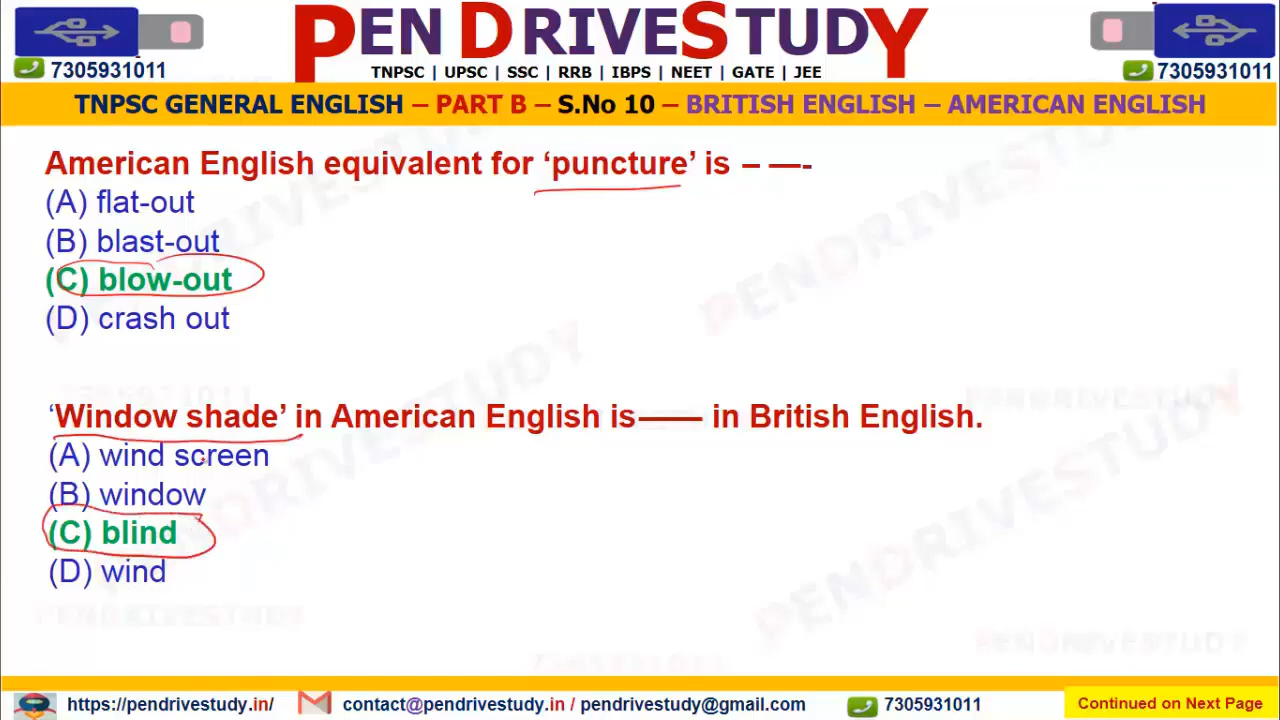 PEN DRIVESTUDY
7305931011
TNPSC | UPSC | SSC | RRB | IBPS | NEET | GATE | JEE
7305931011
TNPSC GENERAL ENGLISH – PART B – S.No 10 – BRITISH ENGLISH – AMERICAN ENGLISH
American English equivalent for ‘puncture’ is – —-
(A) flat-out
(B) blast-out
(C) blow-out
(D) crash out
‘Window shade’ in American English is—— in British English.
(A) wind screen
(B) window
(C) blind
(D) wind
PENDRIVESTUDY
7305931011
https://pendrivestudy.in/
contact@pendrivestudy.in / pendrivestudy@gmail.com
7305931011
Continued on Next Page